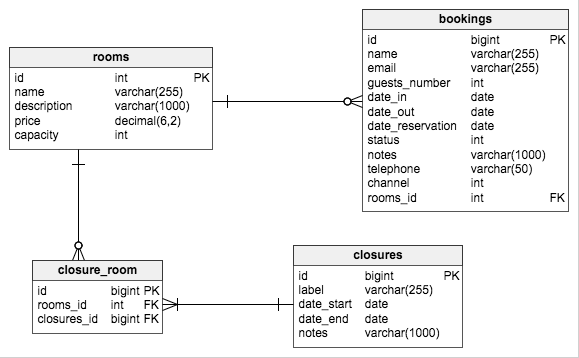 rooms
id int PK
name varchar(255)
description varchar(1000)
price decimal(6,2)
capacity int
bookings
id bigint PK
name varchar(255)
email varchar(255)
guests_number int
date_in date
date_out date
date_reservation date
status int
notes varchar(1000)
telephone varchar(50)
channel int
rooms_id int FK
closure_room
id bigint PK
rooms_id int FK
closures_id bigint FK
closures
id bigint PK
label varchar(255)
date_start date
date_end date
notes varchar(1000)